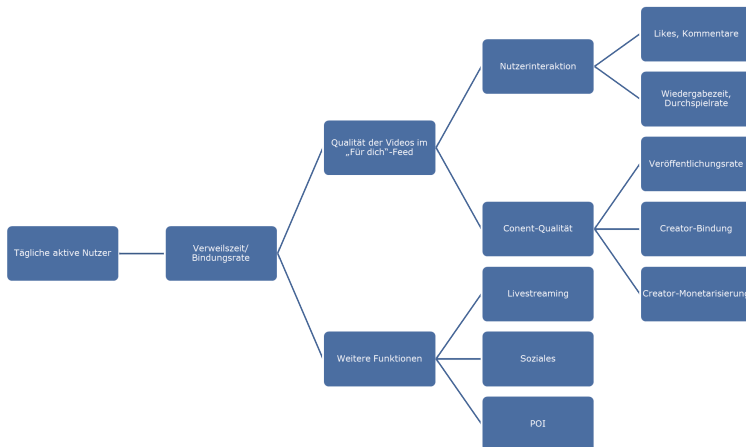 Tägliche aktive Nutzer
Verweilszeit/
Bindungsrate
Qualität der Videos im
„Für dich“-Feed
Nutzerinteraktion
Likes, Kommentare
Wiedergabezeit,
Durchspielrate
Conent-Qualität
Veröffentlichungsrate
Creator-Bindung
Creator-Monetarisierung
Weitere Funktionen
Livestreaming
Soziales
POI